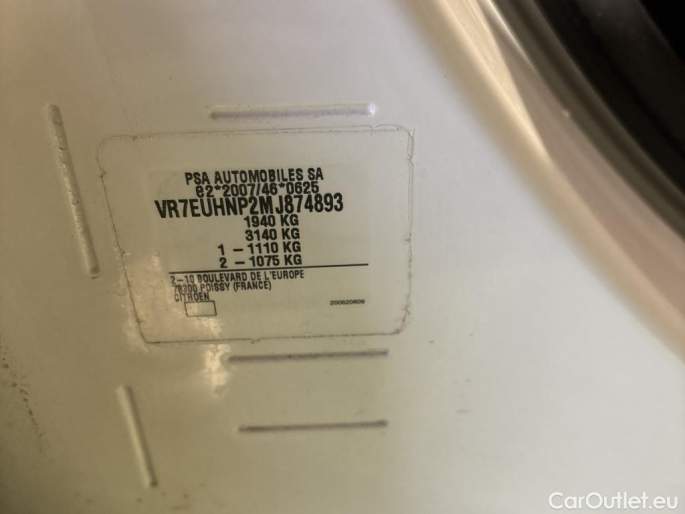 PSA AUTOMOBILES SA
e2*2007/46*0625
VR7EUHNP2MJ874893
1940 KG
3140 KG
1 - 1110 KG
2 - 1075 KG
2-10 BOULEVARD DE L'EUROPE
78300 POISSY (FRANCE)
CITROEN
CarOutlet.eu